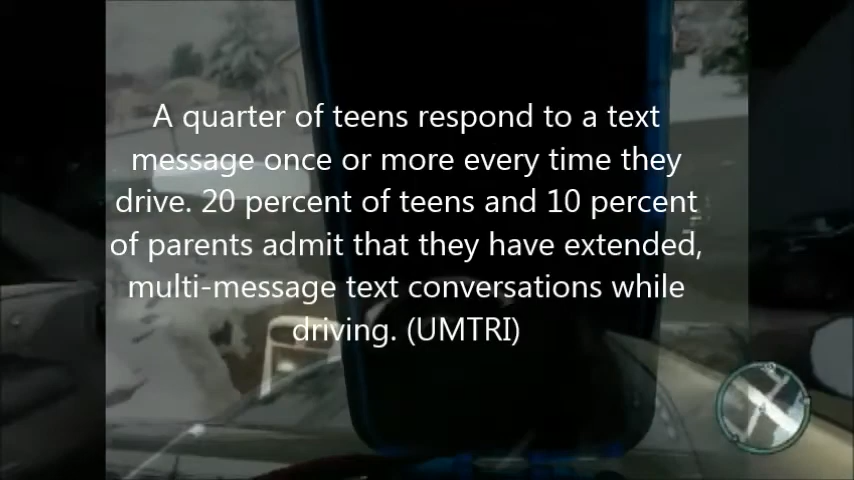 A quarter of teens respond to a text
message once or more every time they
drive. 20 percent of teens and 10 percent
of parents admit that they have extended,
multi-message text conversations while
driving. (UMTRI)